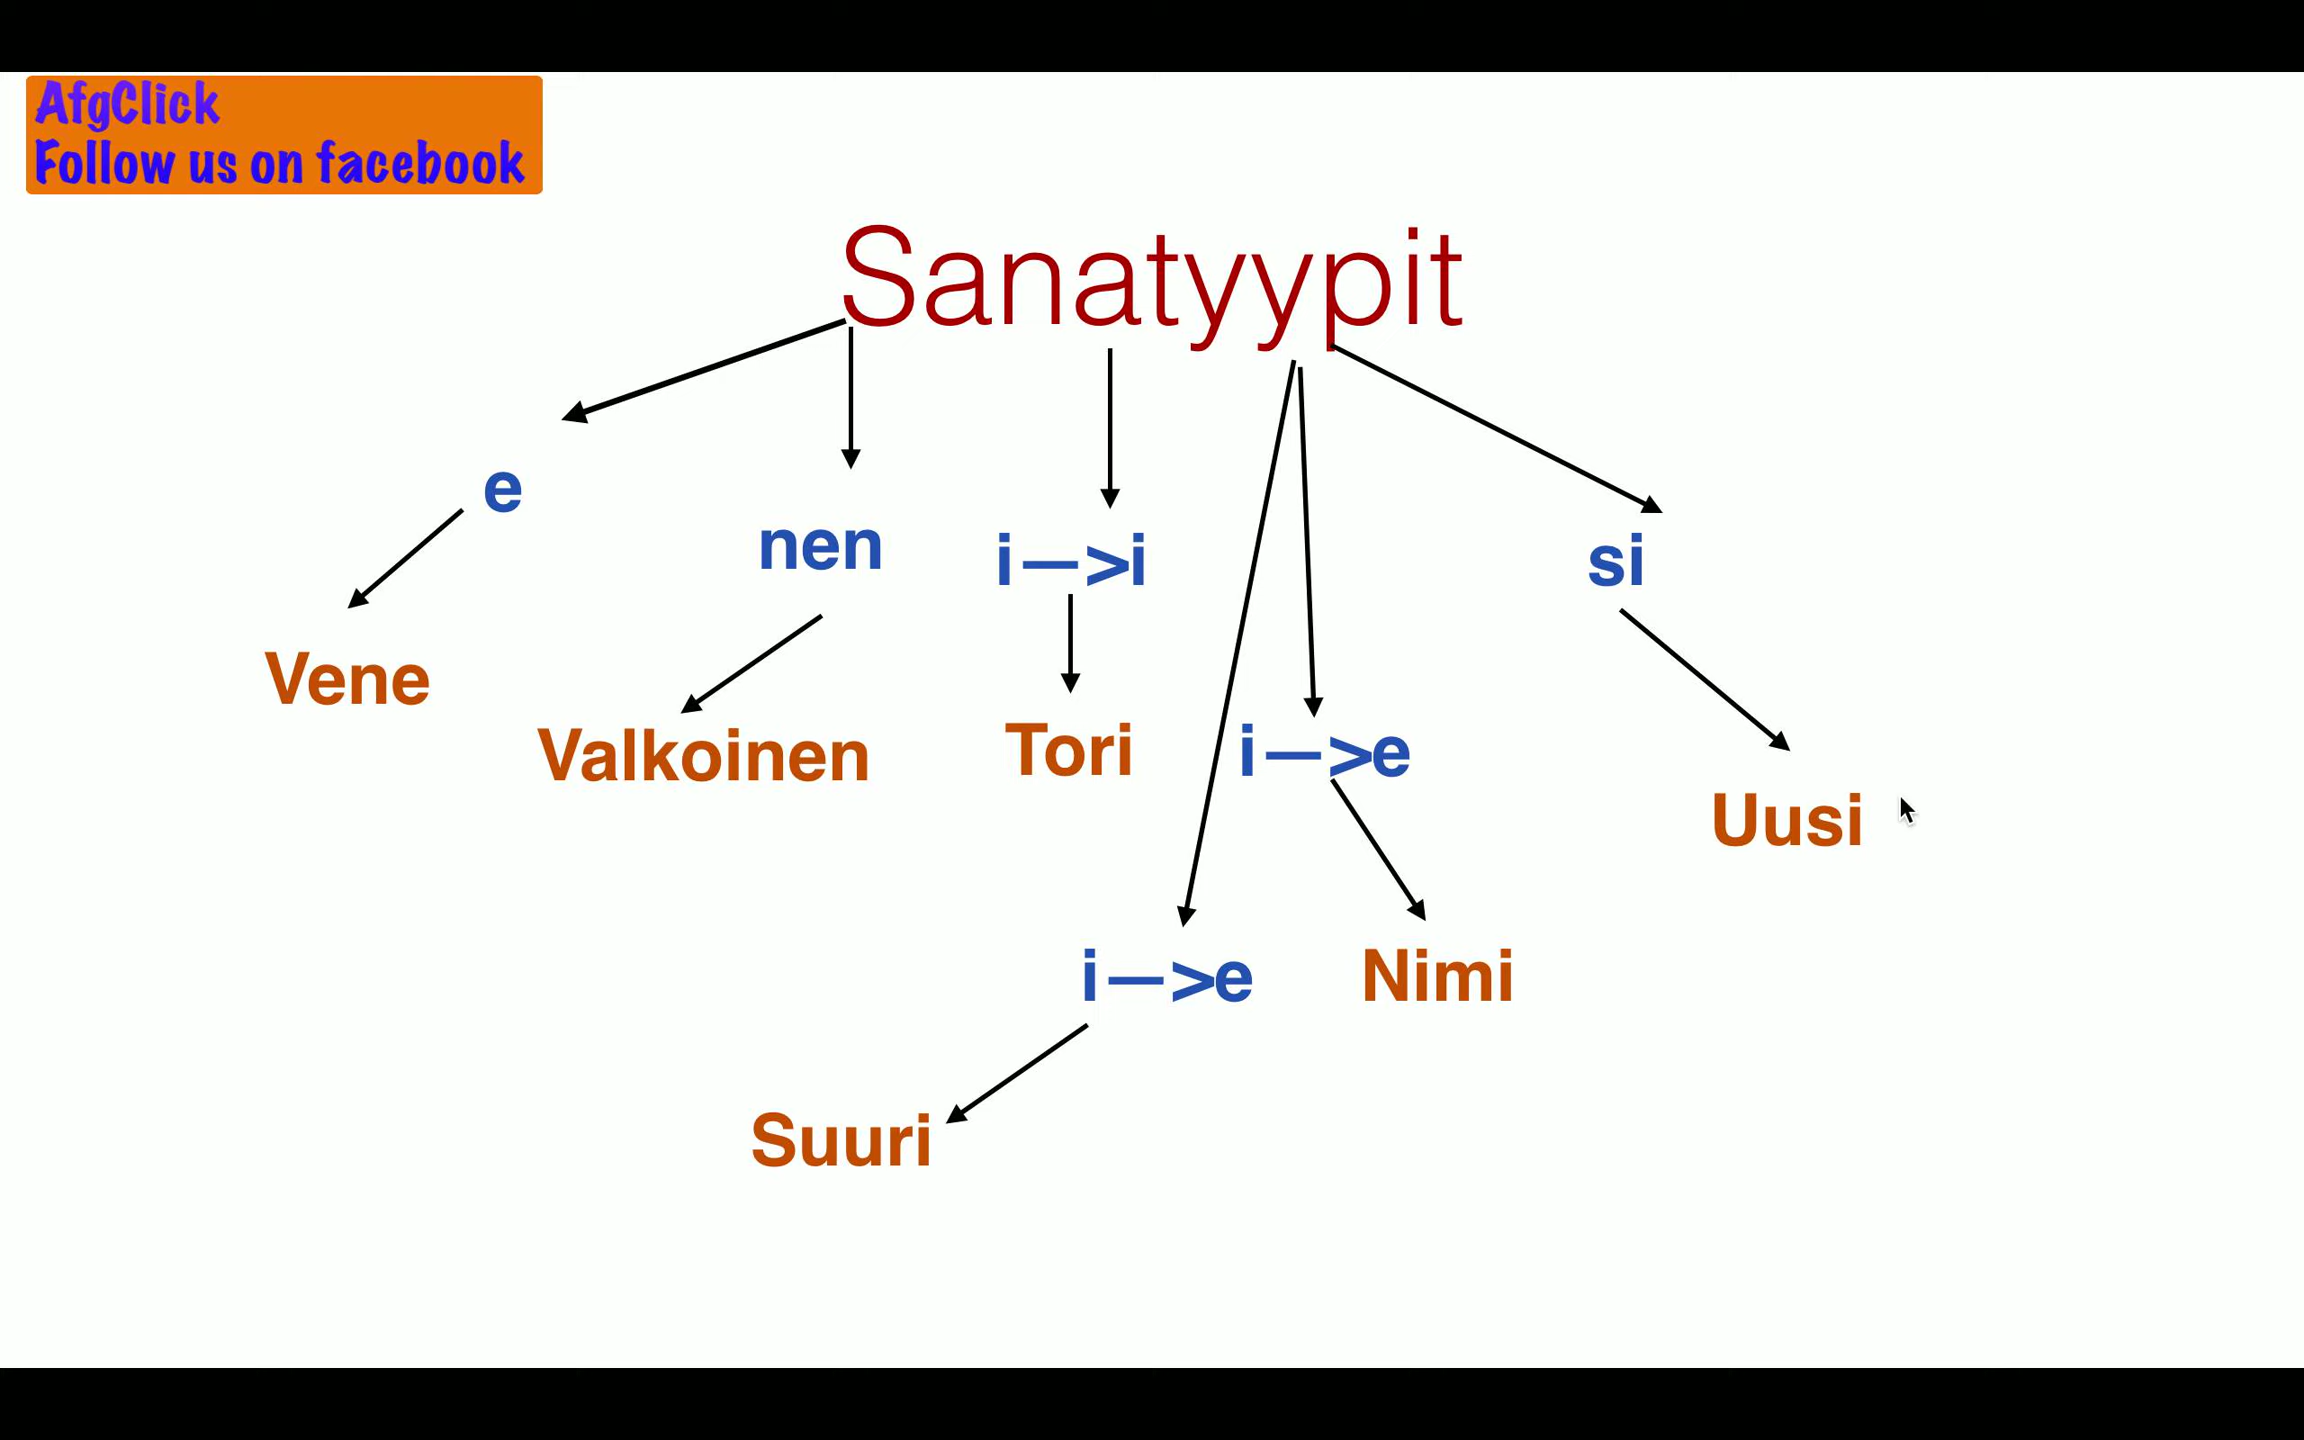 AfgClick
Follow us on facebook
Sanatyypit
e
nen
i—>i
si
Vene
Valkoinen
Tori
i—>e
Uusi
i—>e
Nimi
Suuri